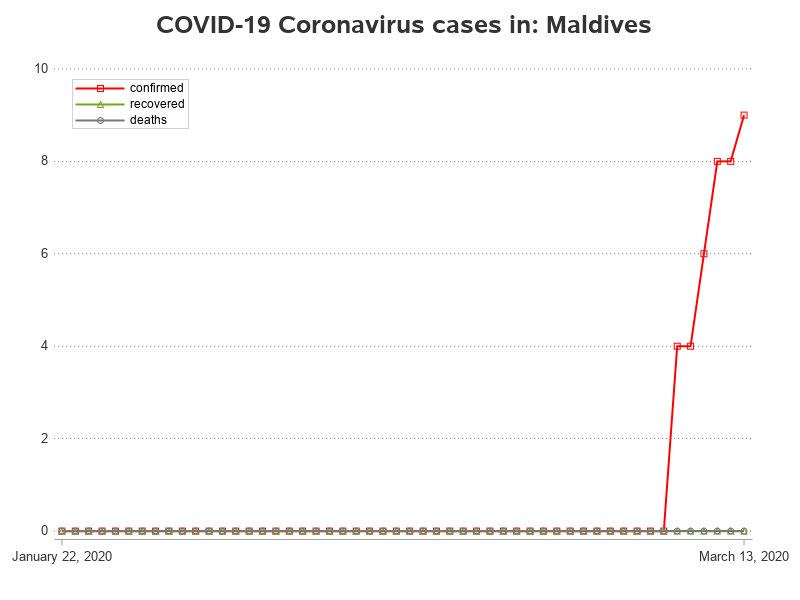 COVID-19 Coronavirus cases in: Maldives
10
confirmed
recovered
deaths
8
6
4
2
0
January 22, 2020
March 13, 2020